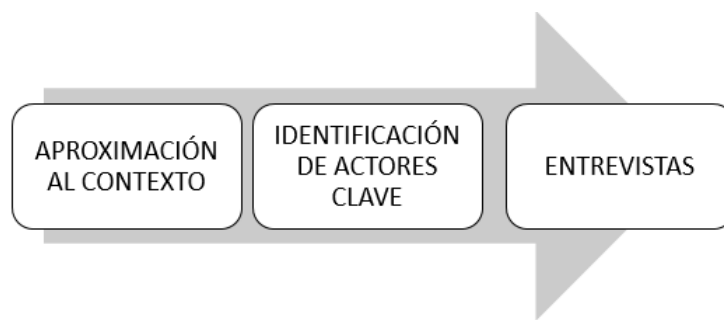 APROXIMACIÓN
AL CONTEXTO
IDENTIFICACIÓN
DE ACTORES
CLAVE
ENTREVISTAS